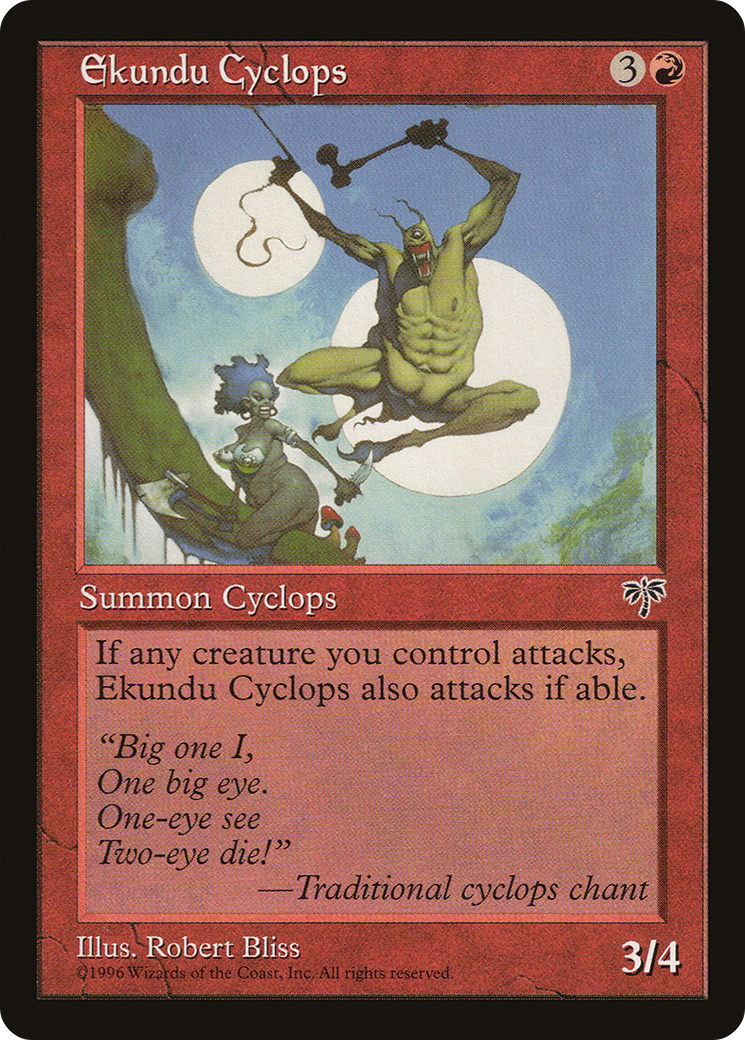 Ekundu Cyclops
3
Summon Cyclops
If any creature you control attacks,
Ekundu Cyclops also attacks if able.
“Big one I,
One big eye.
One-eye see
Two-eye die!”
—Traditional cyclops chant
Illus. Robert Bliss
©1996 Wizards of the Coast, Inc. All rights reserved.
3/4